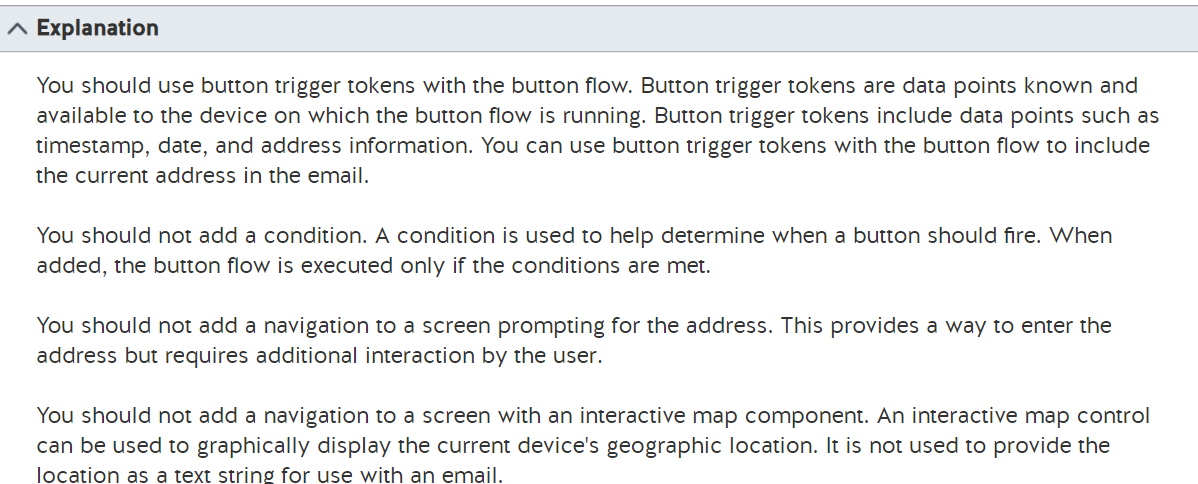 Explanation
You should use button trigger tokens with the button flow. Button trigger tokens are data points known and
available to the device on which the button flow is running. Button trigger tokens include data points such as
timestamp, date, and address information. You can use button trigger tokens with the button flow to include
the current address in the email.
You should not add a condition. A condition is used to help determine when a button should fire. When
added, the button flow is executed only if the conditions are met.
You should not add a navigation to a screen prompting for the address. This provides a way to enter the
address but requires additional interaction by the user.
You should not add a navigation to a screen with an interactive map component. An interactive map control
can be used to graphically display the current device's geographic location. It is not used to provide the
location as a text string for use with an email.